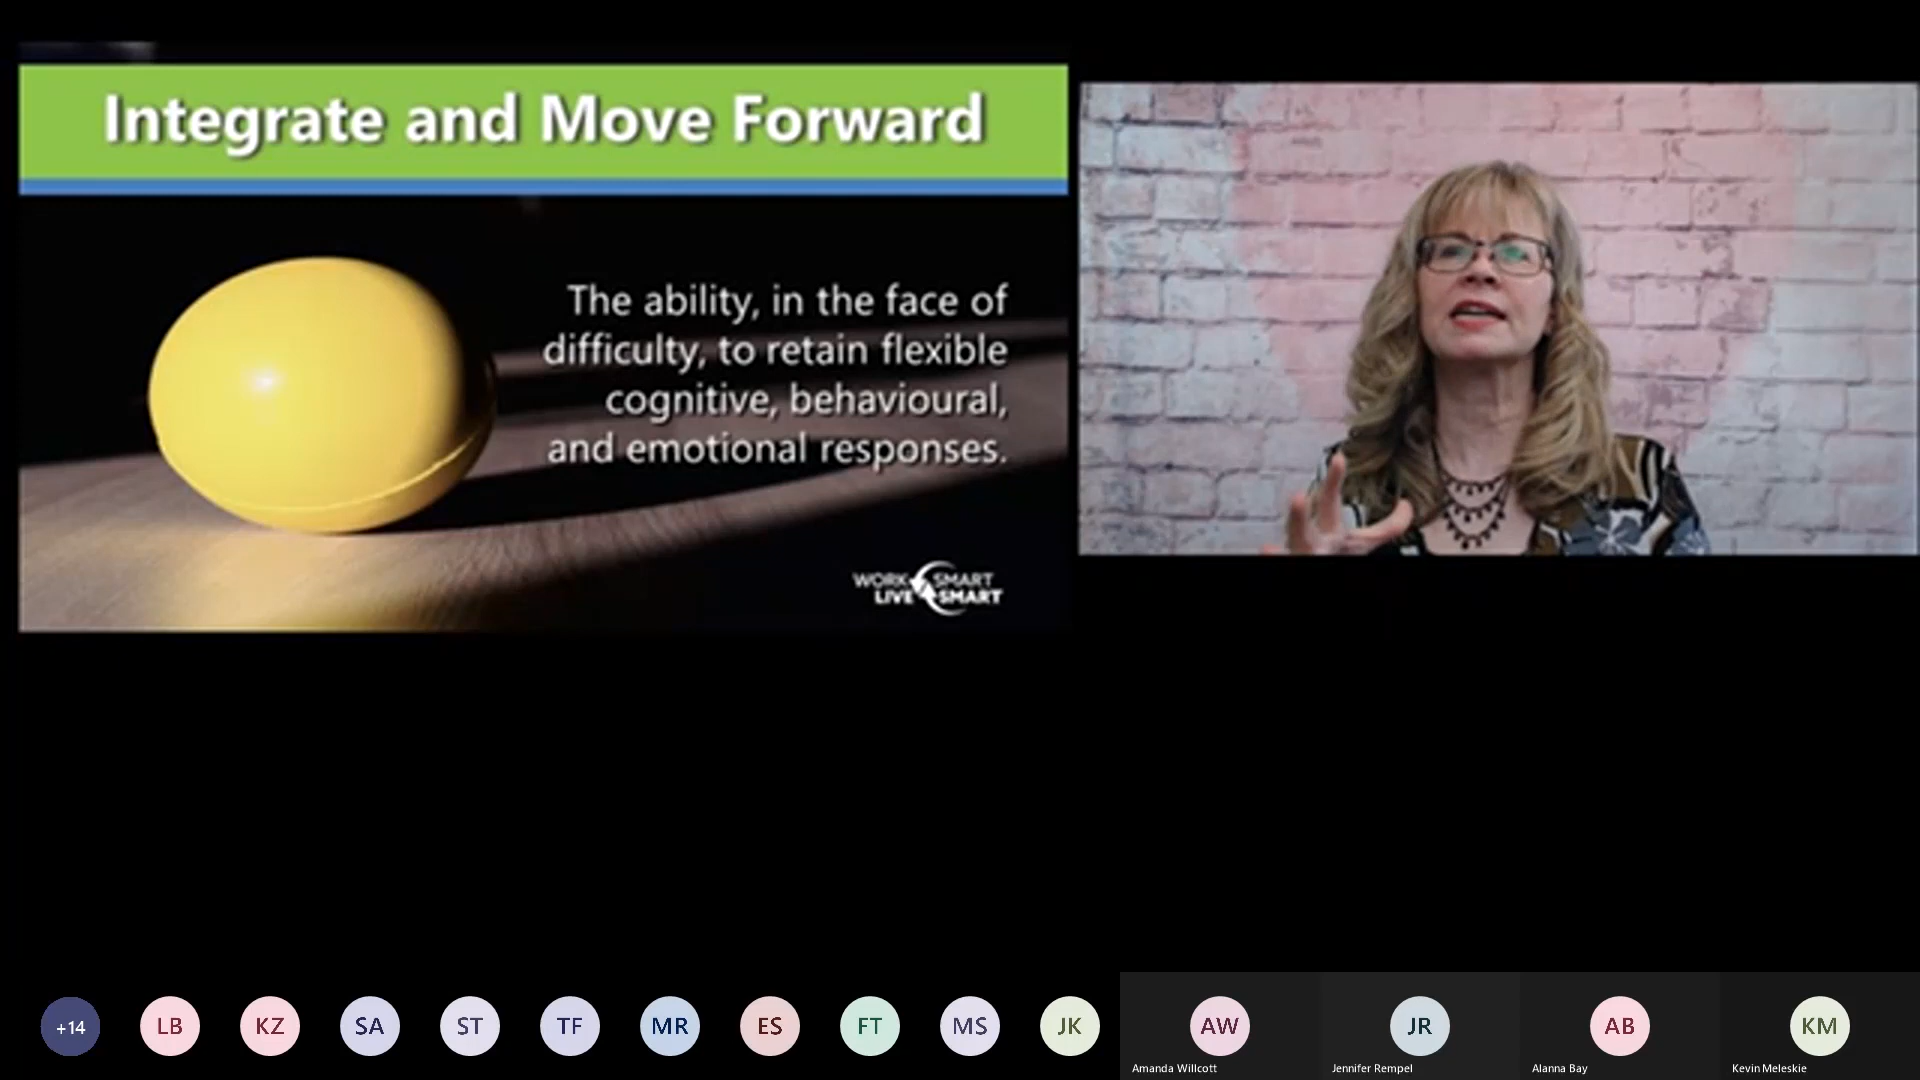 Integrate and Move Forward
The ability, in the face of
difficulty, to retain flexible
cognitive, behavioural,
and emotional responses.
WORK SMART
LIVE SMART
+14
LB
KZ
SA
ST
TF
MR
ES
FT
MS
JK
AW
JR
AB
KM
Amanda Willcott
Jennifer Rempel
Alanna Bay
Kevin Meleskie